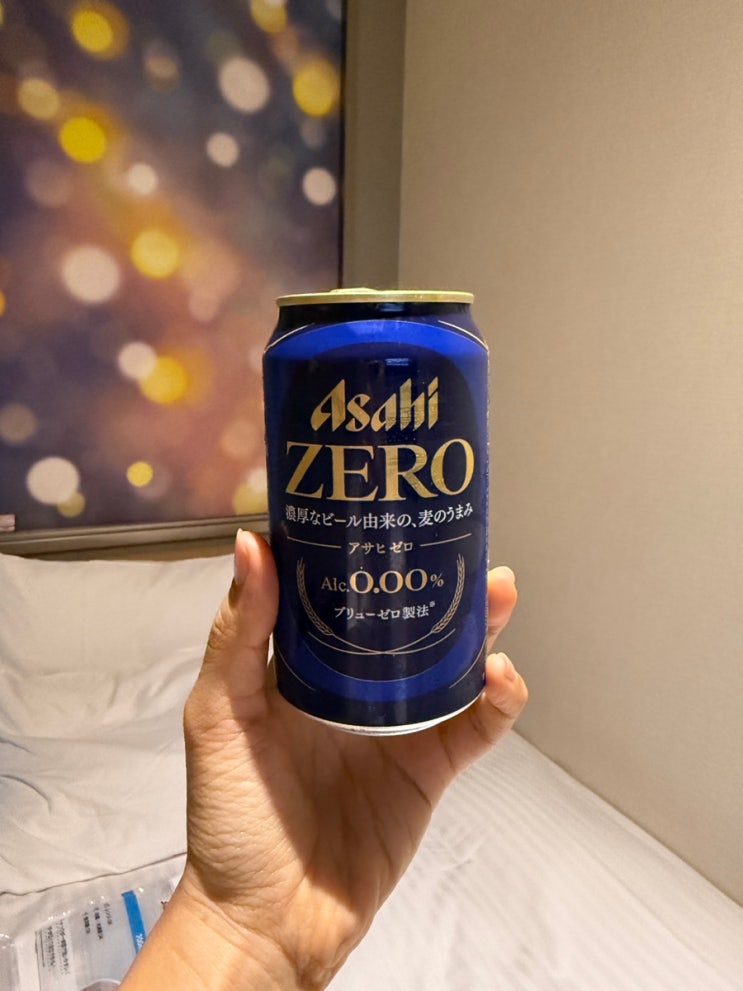 Asahi
ZERO
濃厚なビール由来の、麦のうまみ
アサヒ ゼロ
Alc.0.00%
ブリューゼロ製法※